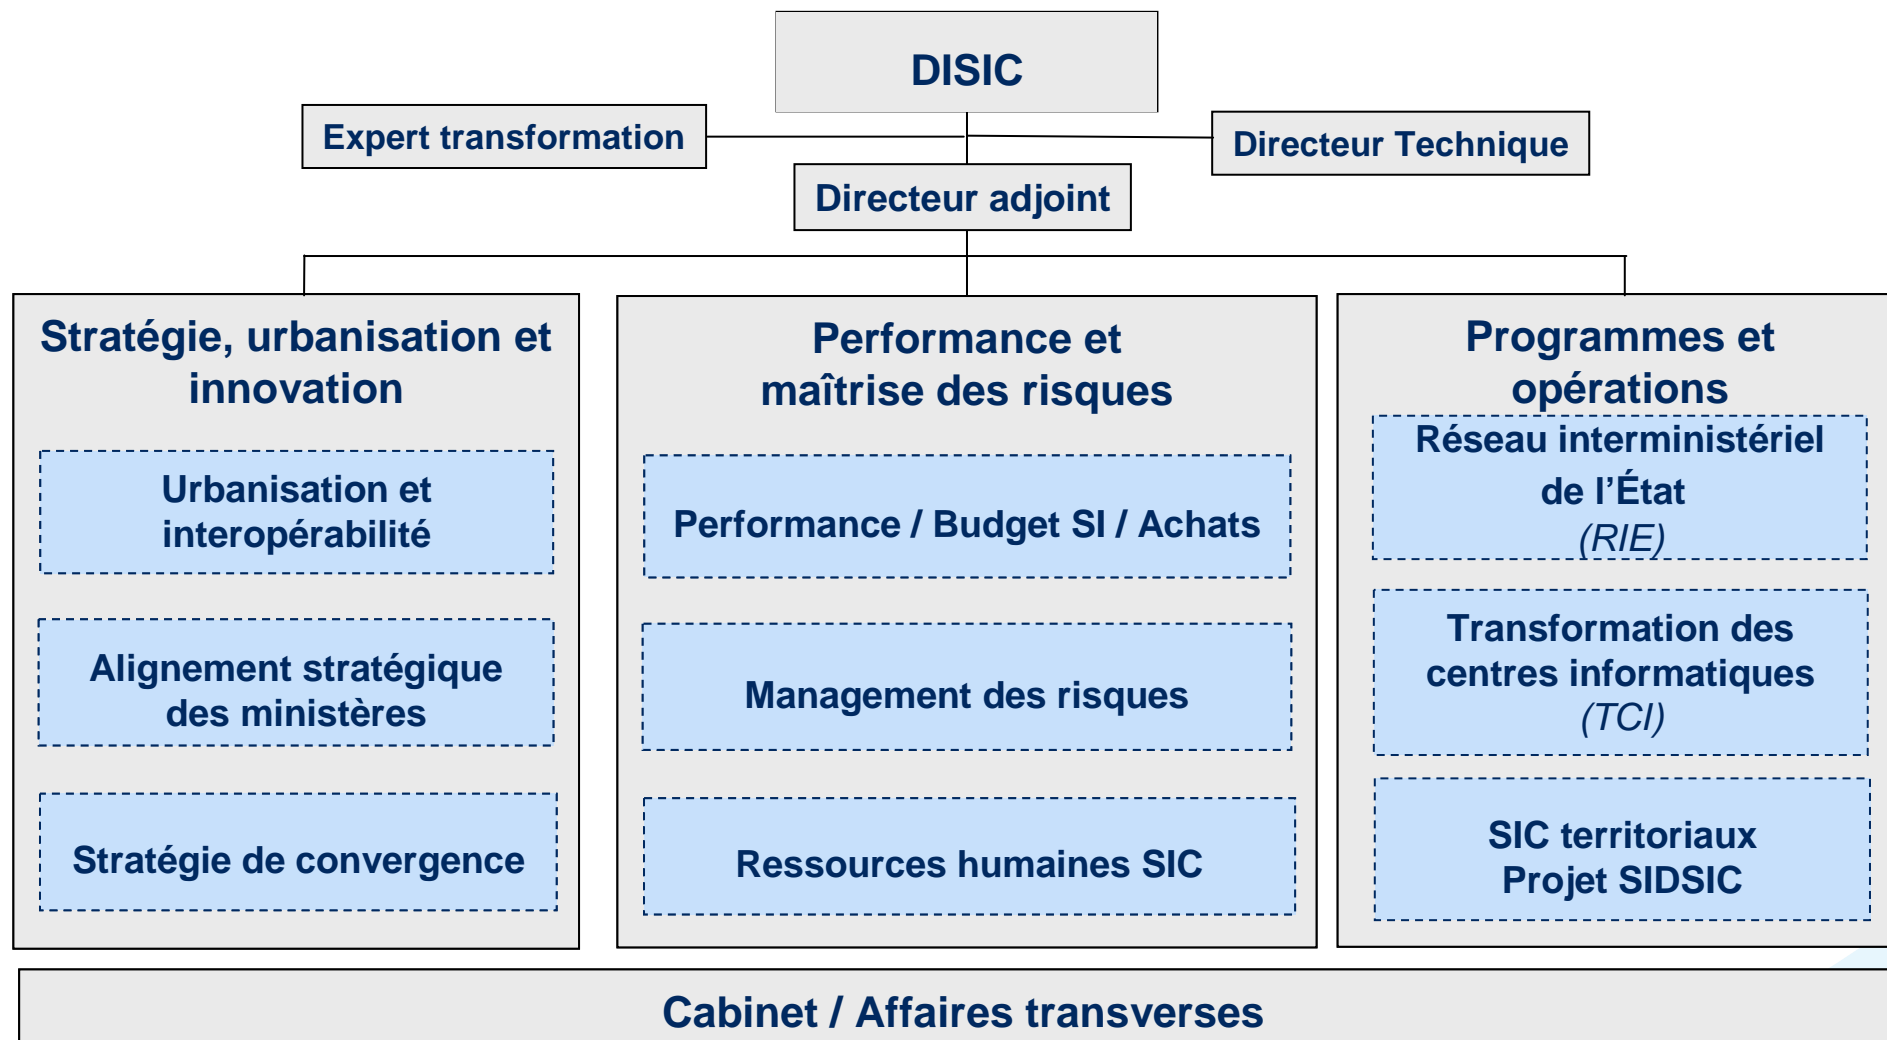 DISIC
Expert transformation
Directeur Technique
Directeur adjoint
Stratégie, urbanisation et
innovation
Urbanisation et
interopérabilité
Alignement stratégique
des ministères
Stratégie de convergence
Performance et
maîtrise des risques
Performance / Budget SI / Achats
Management des risques
Ressources humaines SIC
Programmes et
opérations
Réseau interministériel
de l’État
(RIE)
Transformation des
centres informatiques
(TCI)
SIC territoriaux
Projet SIDSIC
Cabinet / Affaires transverses